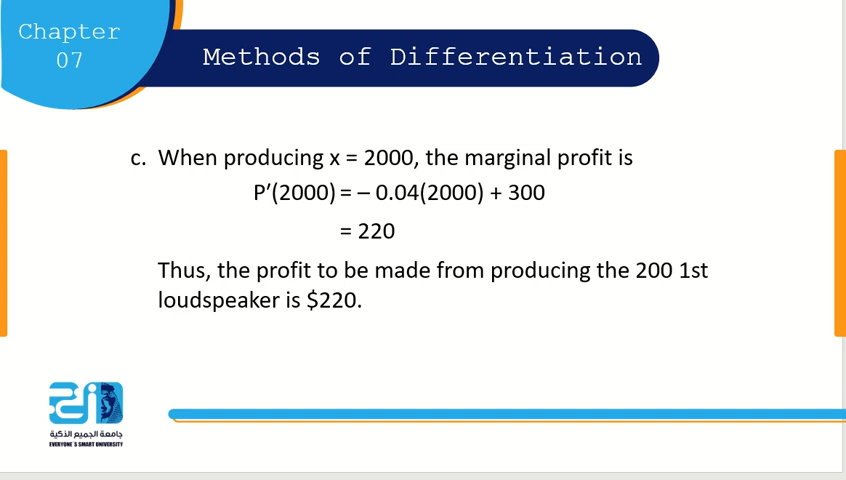 Chapter
07
Methods of Differentiation
c. When producing x = 2000, the marginal profit is
P′(2000) = – 0.04(2000) + 300
= 220
Thus, the profit to be made from producing the 200 1st
loudspeaker is $220.
جامعة الجميع الذكية
EVERYONE'S SMART UNIVERSITY